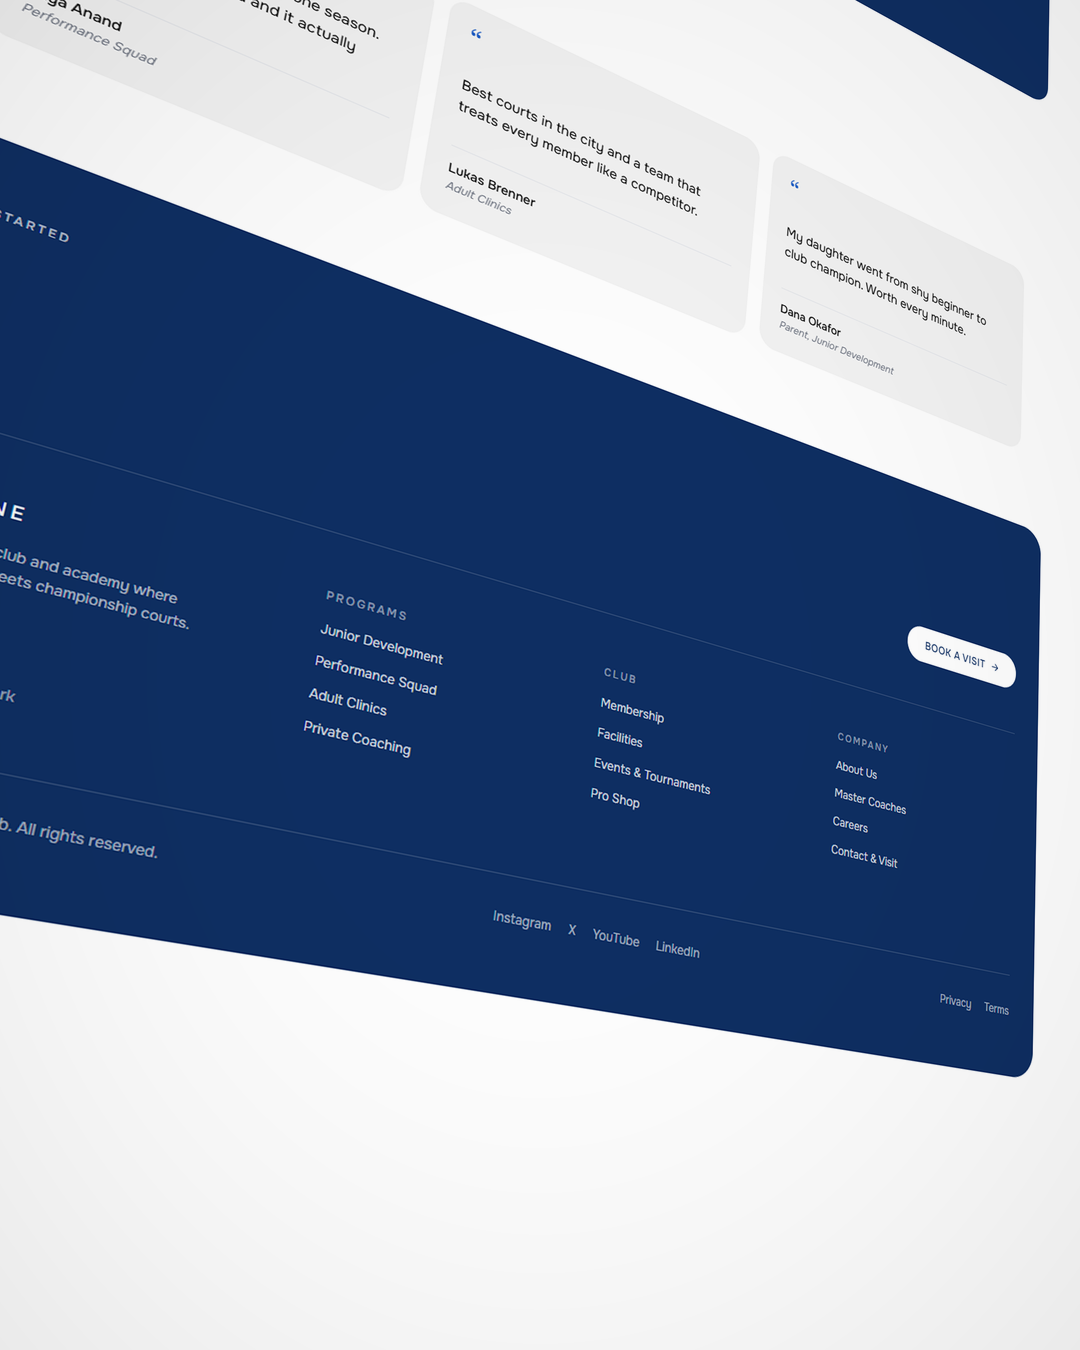 one season.
and it actually
ga Anand
Performance Squad
“
Best courts in the city and a team that
treats every member like a competitor.
Lukas Brenner
Adult Clinics
“
My daughter went from shy beginner to
club champion. Worth every minute.
Dana Okafor
Parent, Junior Development
STARTED
BOOK A VISIT →
NE
club and academy where
eets championship courts.
rk
PROGRAMS
Junior Development
Performance Squad
Adult Clinics
Private Coaching
CLUB
Membership
Facilities
Events & Tournaments
Pro Shop
COMPANY
About Us
Master Coaches
Careers
Contact & Visit
b. All rights reserved.
Instagram X YouTube LinkedIn
Privacy Terms